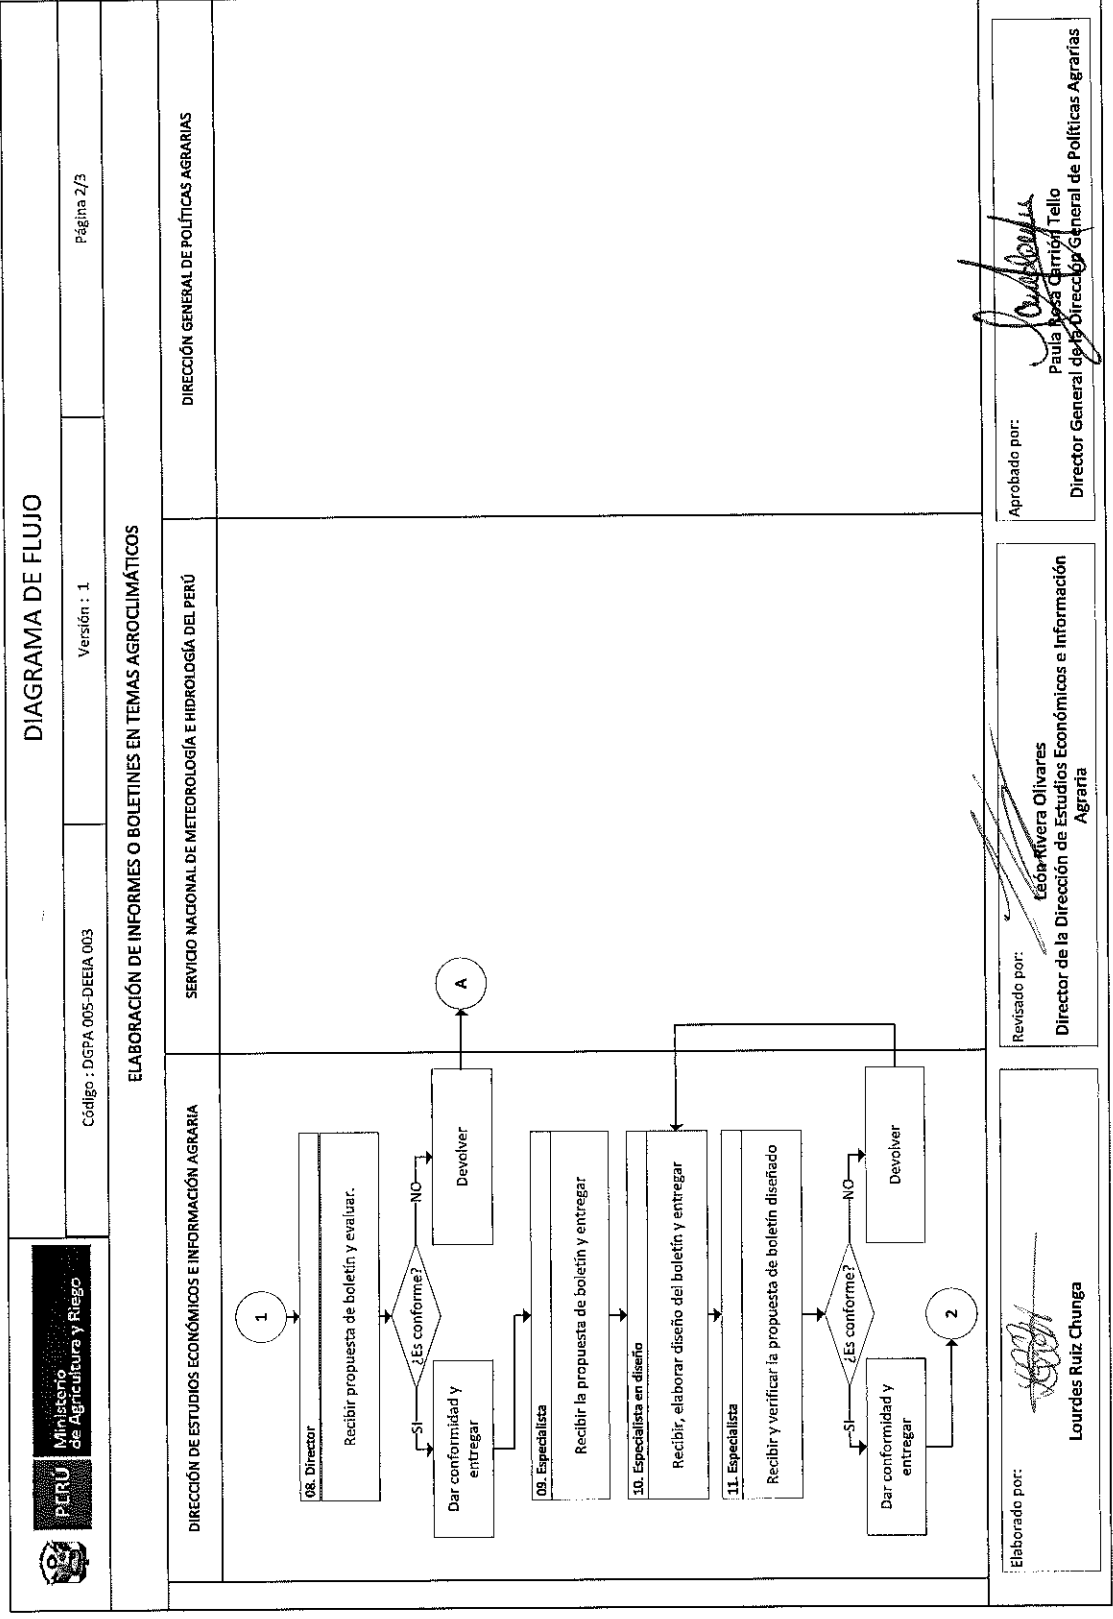 PERÚ
Ministerio
de Agricultura y Riego
DIAGRAMA DE FLUJO
Código : DGPA 005-DEEIA 003
Versión : 1
Página 2/3
ELABORACIÓN DE INFORMES O BOLETINES EN TEMAS AGROCLIMÁTICOS
DIRECCIÓN DE ESTUDIOS ECONÓMICOS E INFORMACIÓN AGRARIA
SERVICIO NACIONAL DE METEOROLOGÍA E HIDROLOGÍA DEL PERÚ
DIRECCIÓN GENERAL DE POLÍTICAS AGRARIAS
1
08. Director
Recibir propuesta de boletín y evaluar.
¿Es conforme?
SI
NO
Dar conformidad y
entregar
Devolver
A
09. Especialista
Recibir la propuesta de boletín y entregar
10. Especialista en diseño
Recibir, elaborar diseño del boletín y entregar
11. Especialista
Recibir y verificar la propuesta de boletín diseñado
¿Es conforme?
SI
NO
Dar conformidad y
entregar
Devolver
2
Elaborado por:
Lourdes Ruiz Chunga
Revisado por:
León Rivera Olivares
Director de la Dirección de Estudios Económicos e Información
Agraria
Aprobado por:
Paula Rosa Carrión Tello
Director General de la Dirección General de Políticas Agrarias